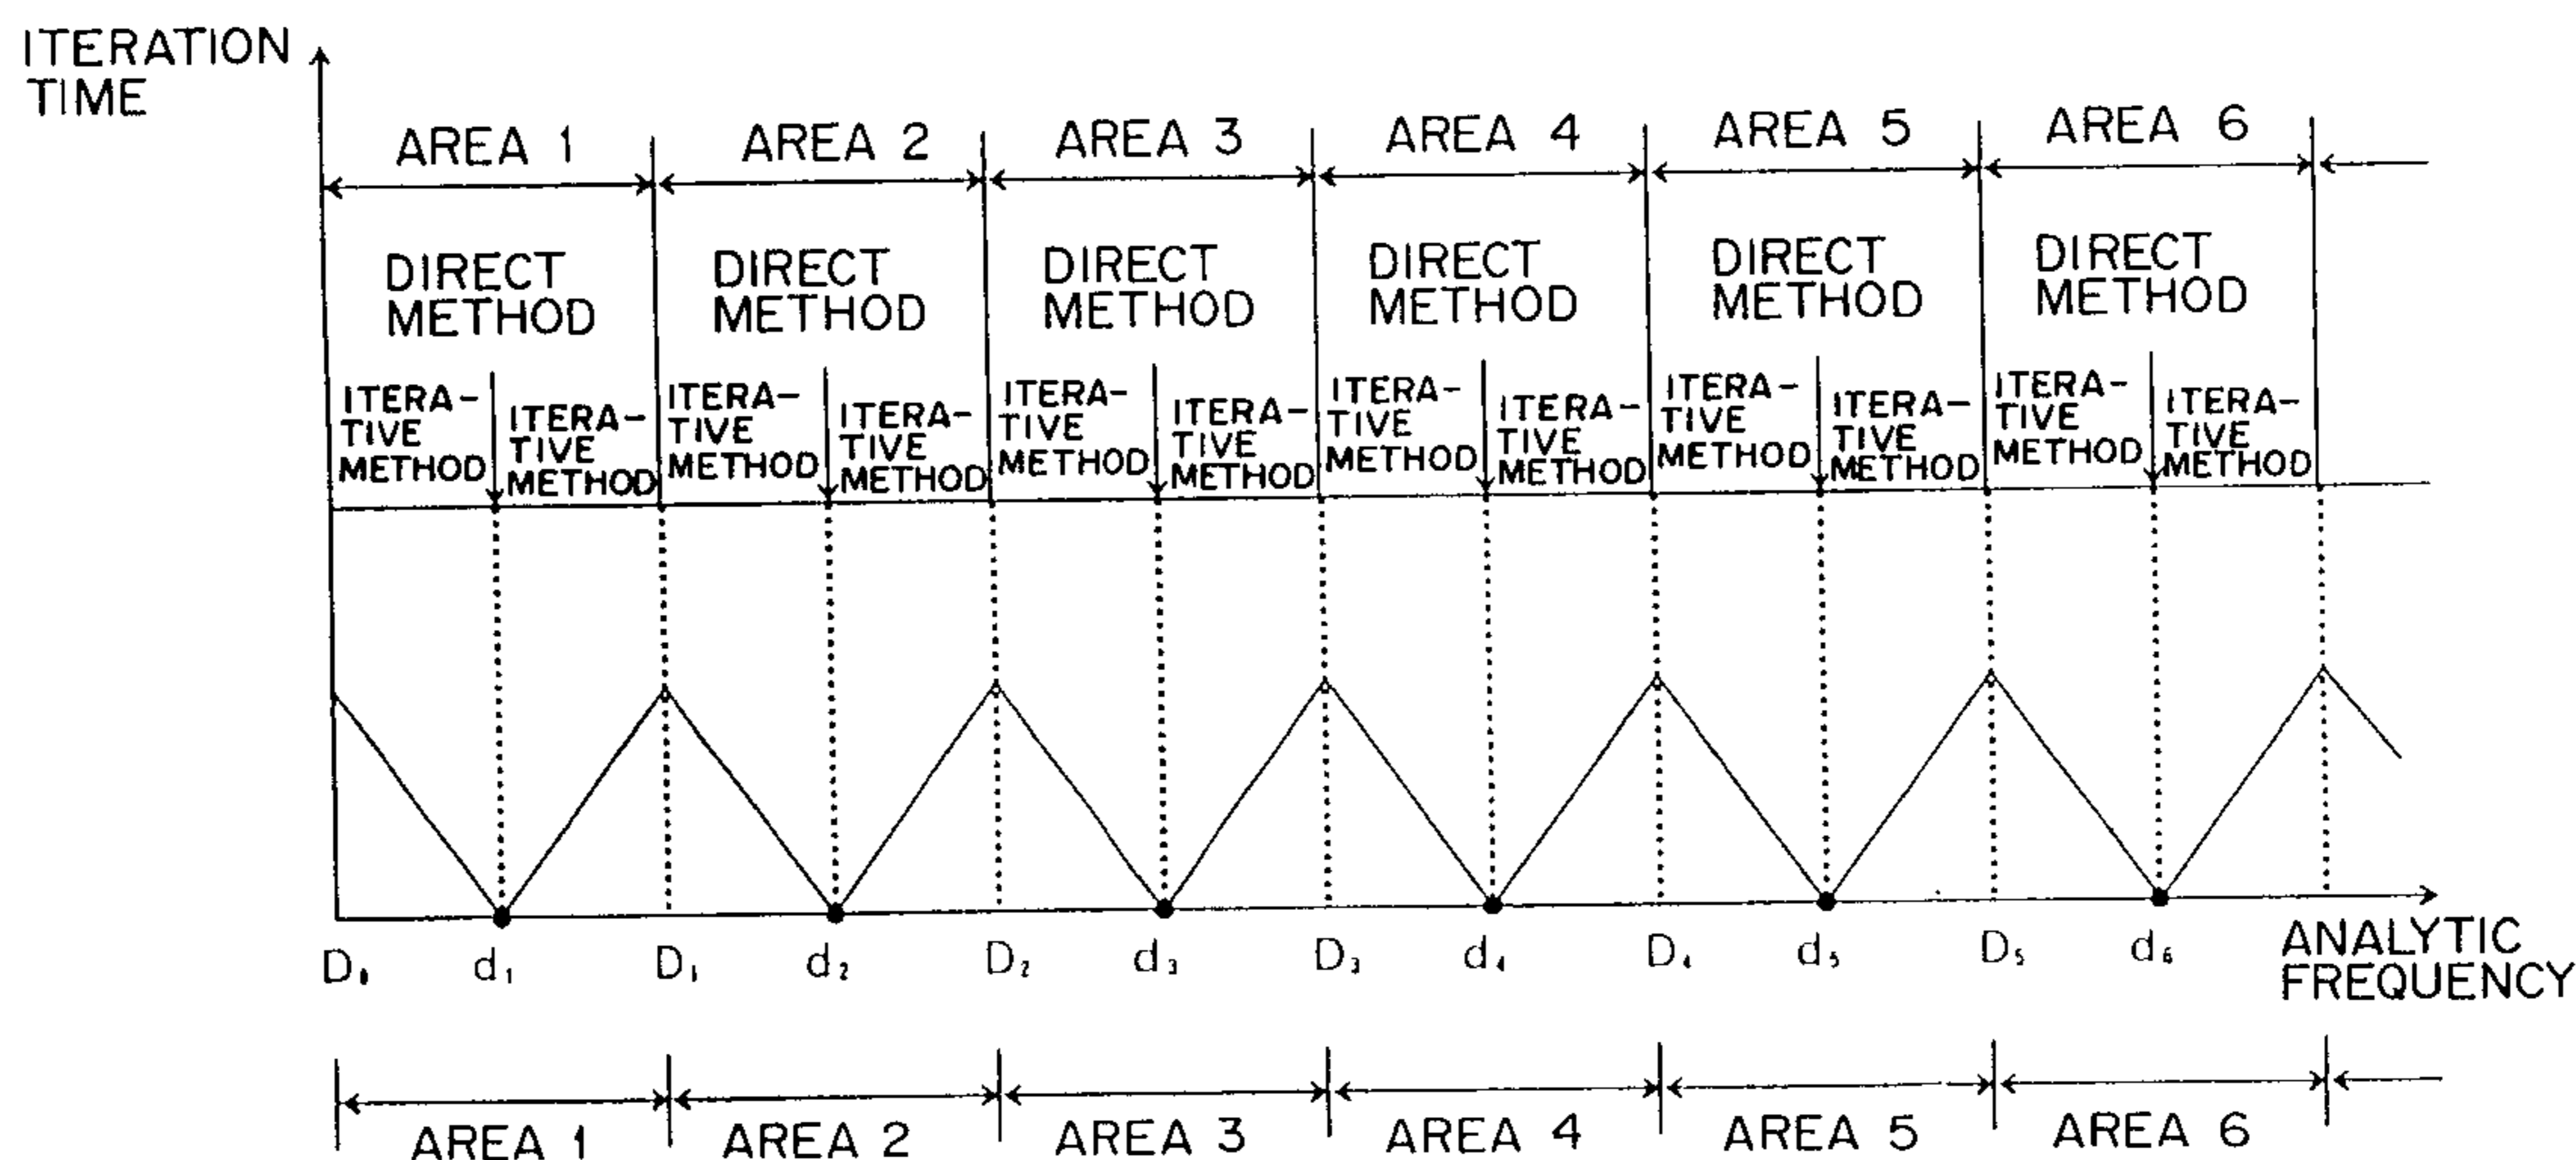 ITERATION
TIME
AREA 1 AREA 2 AREA 3 AREA 4 AREA 5 AREA 6
DIRECT DIRECT DIRECT DIRECT DIRECT DIRECT
METHOD METHOD METHOD METHOD METHOD METHOD
ITERA- ITERA- ITERA- ITERA- ITERA- ITERA- ITERA- ITERA- ITERA- ITERA- ITERA- ITERA-
TIVE TIVE TIVE TIVE TIVE TIVE TIVE TIVE TIVE TIVE TIVE TIVE
METHOD METHOD METHOD METHOD METHOD METHOD METHOD METHOD METHOD METHOD METHOD METHOD
D₀ d₁ D₁ d₂ D₂ d₃ D₃ d₄ D₄ d₅ D₅ d₆
ANALYTIC
FREQUENCY
AREA 1 AREA 2 AREA 3 AREA 4 AREA 5 AREA 6